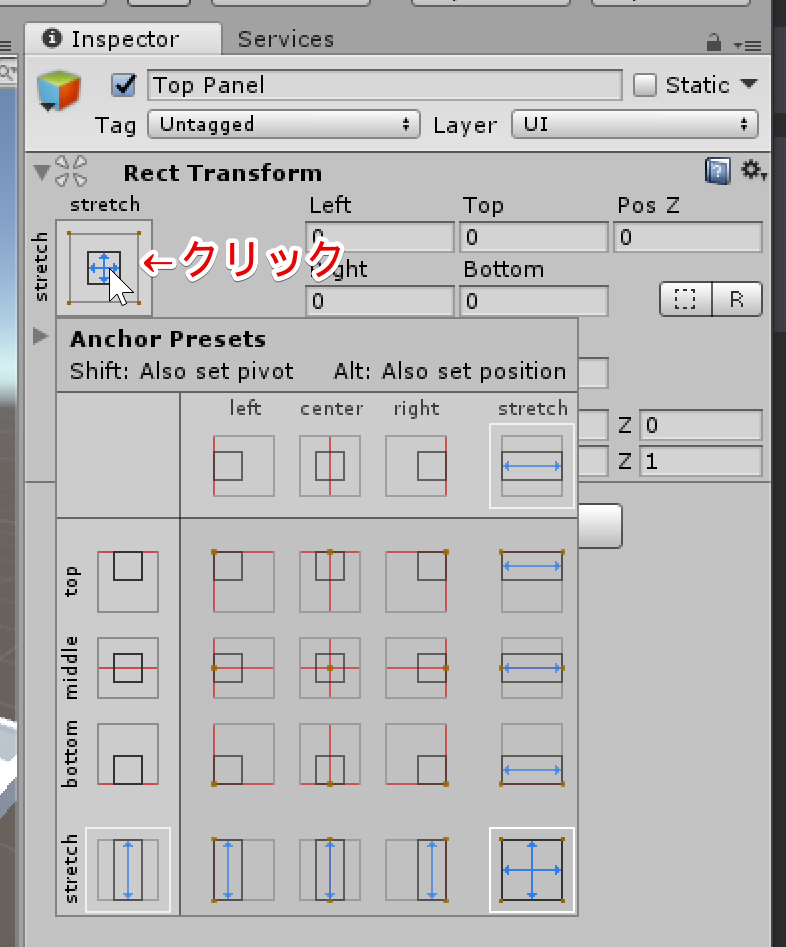 Inspector Services
Top Panel Static
Tag Untagged Layer UI
Rect Transform
stretch Left Top Pos Z
stretch
0 0 0
←クリック
Right Bottom
0 0 R
Anchor Presets
Shift: Also set pivot Alt: Also set position
left center right stretch
Z 0
Z 1
top
middle
bottom
stretch